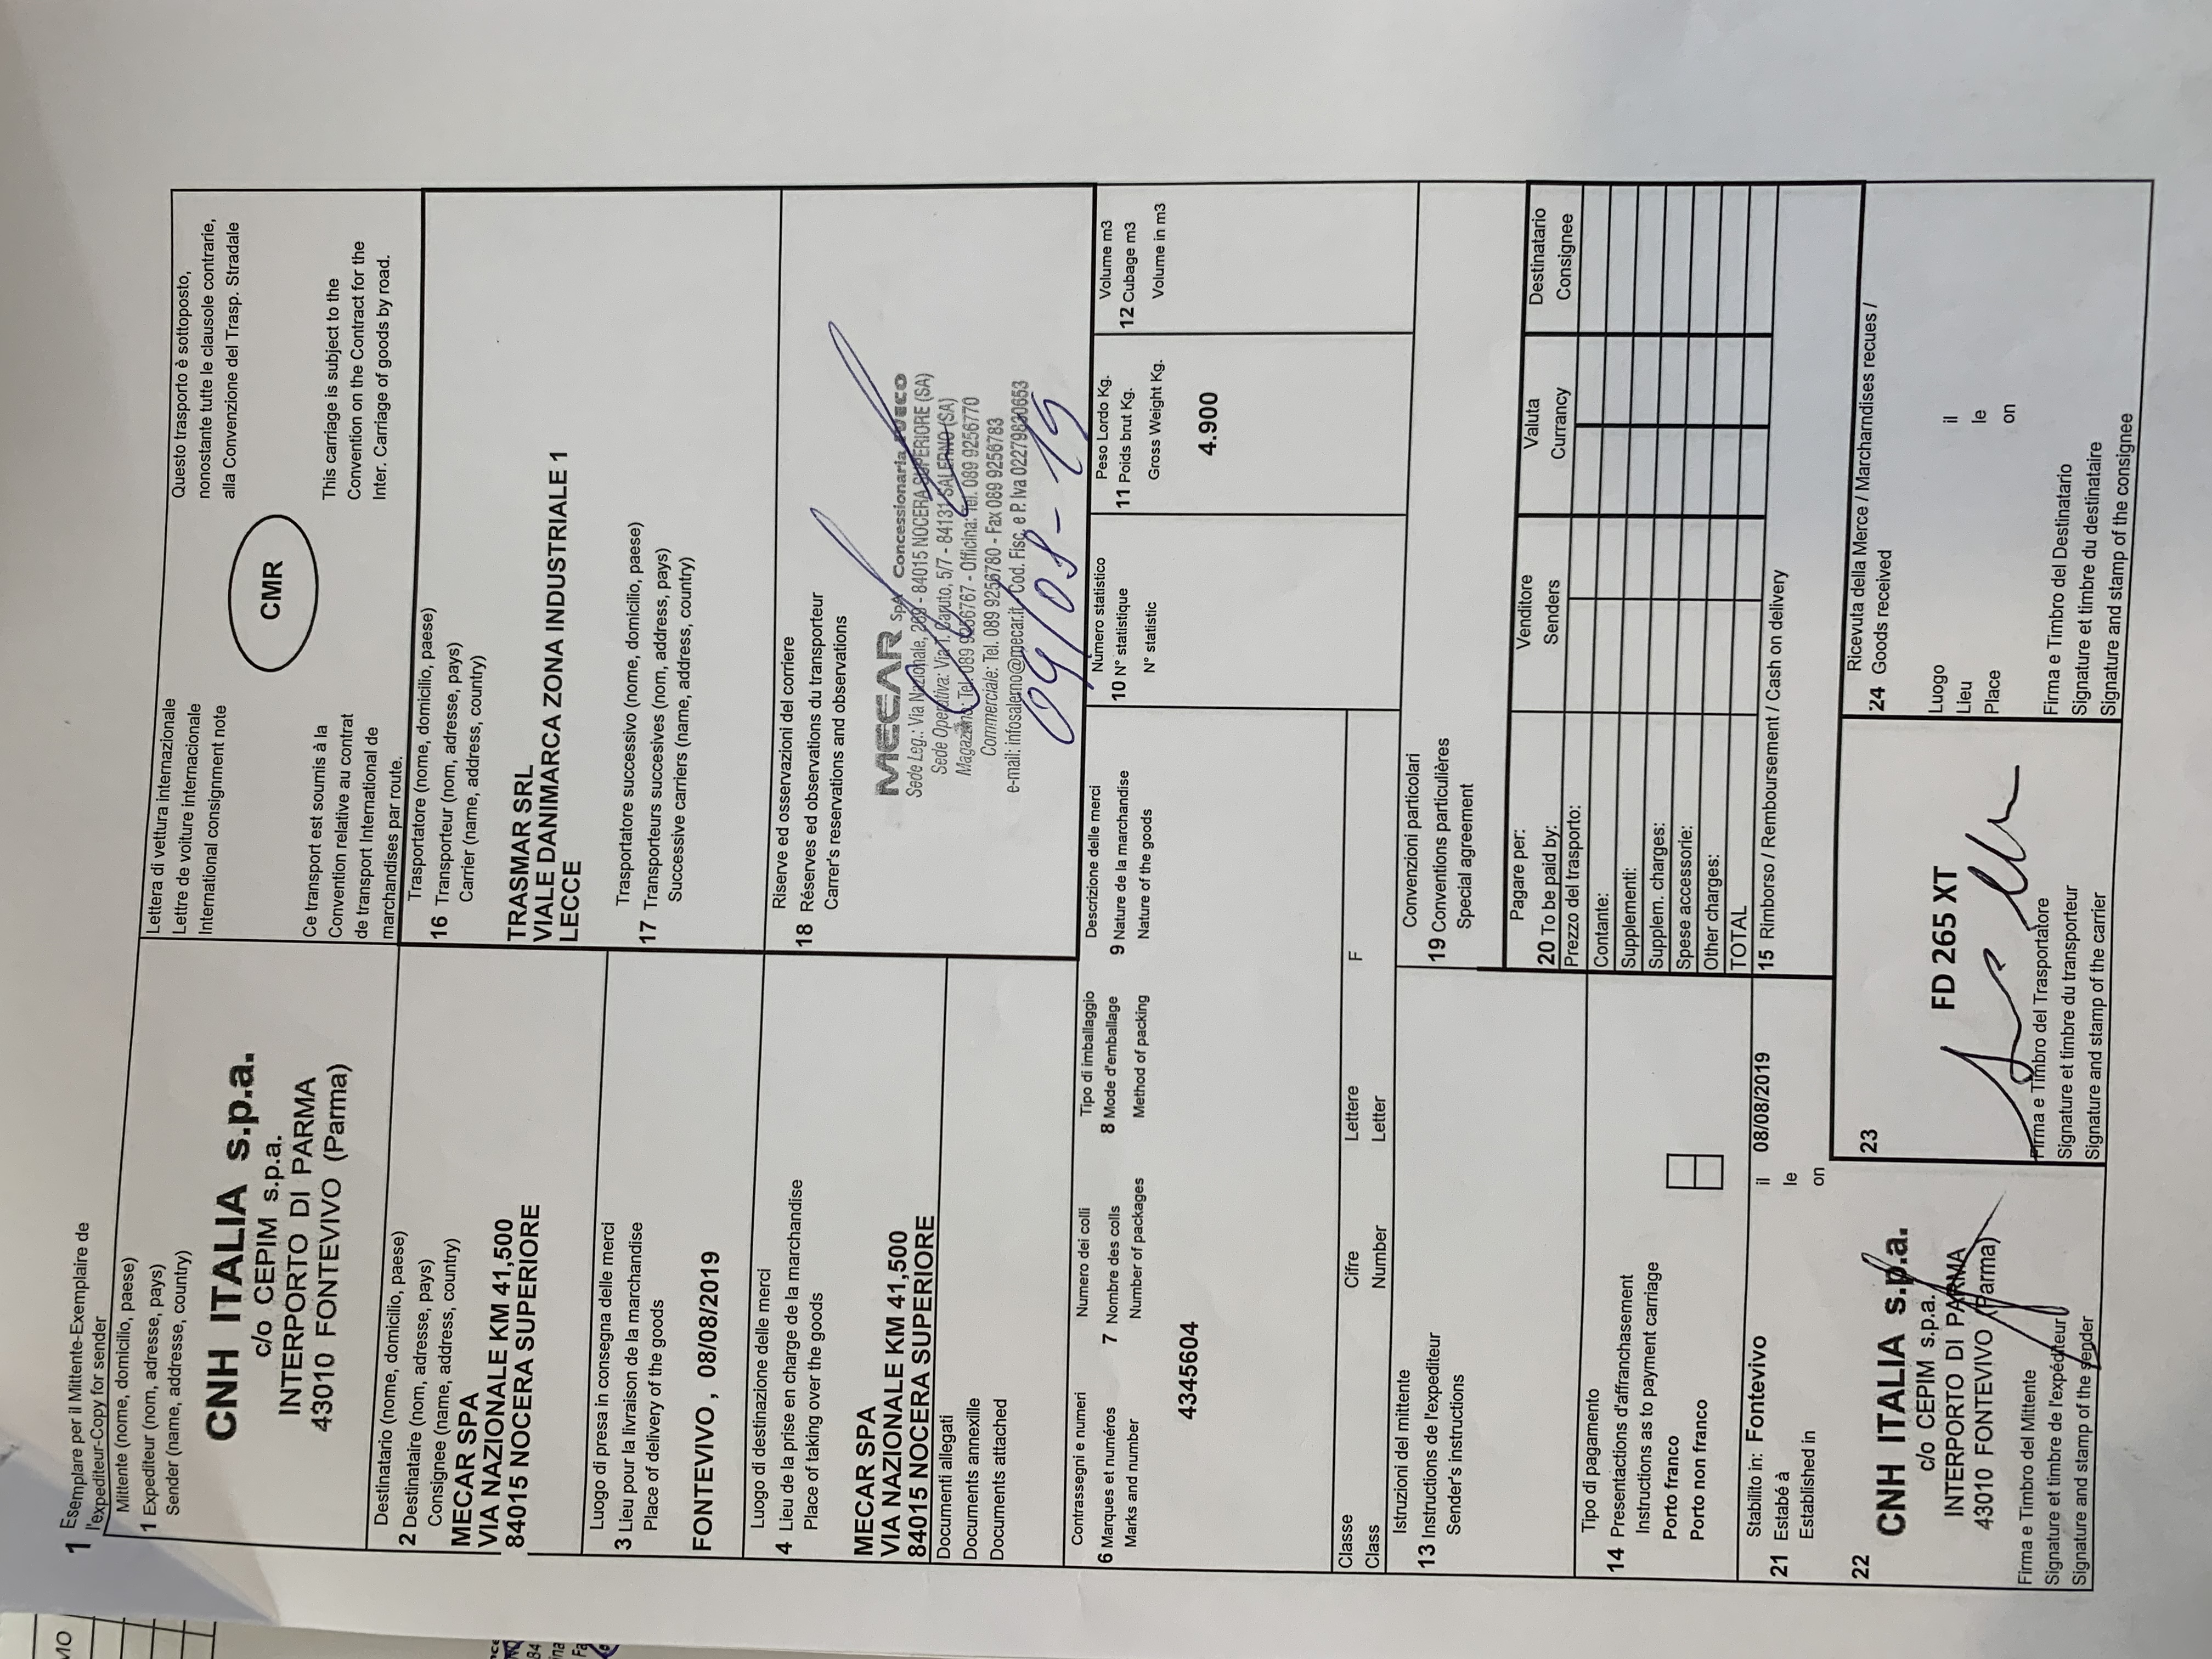 MO
1 Esemplare per il Mittente-Exemplaire de
l'expediteur-Copy for sender
Mittente (nome, domicilio, paese)
1 Expediteur (nom, adresse, pays)
Sender (name, addresse, country)
CNH ITALIA s.p.a.
c/o CEPIM s.p.a.
INTERPORTO DI PARMA
43010 FONTEVIVO (Parma)
Lettera di vettura internazionale
Lettre de voiture internacionale
International consignment note
CMR
Questo trasporto è sottoposto,
nonostante tutte le clausole contrarie,
alla Convenzione del Trasp. Stradale
Ce transport est soumis à la
Convention relative au contrat
de transport International de
marchandises par route.
This carriage is subject to the
Convention on the Contract for the
Inter. Carriage of goods by road.
Destinatario (nome, domicilio, paese)
2 Destinataire (nom, adresse, pays)
Consignee (name, address, country)
MECAR SPA
VIA NAZIONALE KM 41,500
84015 NOCERA SUPERIORE
Trasportatore (nome, domicilio, paese)
16 Transporteur (nom, adresse, pays)
Carrier (name, address, country)
TRASMAR SRL
VIALE DANIMARCA ZONA INDUSTRIALE 1
LECCE
Luogo di presa in consegna delle merci
3 Lieu pour la livraison de la marchandise
Place of delivery of the goods
FONTEVIVO , 08/08/2019
Trasportatore successivo (nome, domicilio, paese)
17 Transporteurs succesives (nom, address, pays)
Successive carriers (name, address, country)
Luogo di destinazione delle merci
4 Lieu de la prise en charge de la marchandise
Place of taking over the goods
MECAR SPA
VIA NAZIONALE KM 41,500
84015 NOCERA SUPERIORE
Riserve ed osservazioni del corriere
18 Réserves ed observations du transporteur
Carrer's reservations and observations
MECAR SpA Concessionaria IVECO
Sede Leg.: Via Nazionale, 269 - 84015 NOCERA SUPERIORE (SA)
Sede Operativa: Via T. Caputo, 5/7 - 84131 SALERNO (SA)
Magazzino: Tel. 089 9256767 - Officina: Tel. 089 9256770
Commerciale: Tel. 089 9256780 - Fax 089 9256783
e-mail: infosalerno@mecar.it - Cod. Fisc. e P. Iva 02279830653
09/08-19
Documenti allegati
Documents annexille
Documents attached
Contrassegni e numeri
6 Marques et numéros
Marks and number
Numero dei colli
7 Nombre des colls
Number of packages
Tipo di imballaggio
8 Mode d'emballage
Method of packing
Descrizione delle merci
9 Nature de la marchandise
Nature of the goods
Numero statistico
10 N° statistique
N° statistic
Peso Lordo Kg.
11 Poids brut Kg.
Gross Weight Kg.
Volume m3
12 Cubage m3
Volume in m3
4345604
4.900
Classe Cifre Lettere F
Class Number Letter
Istruzioni del mittente
13 Instructions de l'expediteur
Sender's instructions
Convenzioni particolari
19 Conventions particulières
Special agreement
Pagare per: Venditore Valuta Destinatario
20 To be paid by: Senders Currancy Consignee
Prezzo del trasporto:
Contante:
Supplementi:
Supplem. charges:
Spese accessorie:
Other charges:
TOTAL
Tipo di pagamento
14 Presentactions d'affranchasement
Instructions as to payment carriage
Porto franco
Porto non franco
Stabilito in: Fontevivo il 08/08/2019
21 Estabé à le
Established in on
15 Rimborso / Remboursement / Cash on delivery
22
CNH ITALIA s.p.a.
c/o CEPIM s.p.a.
INTERPORTO DI PARMA
43010 FONTEVIVO (Parma)
Firma e Timbro del Mittente
Signature et timbre de l'expéditeur
Signature and stamp of the sender
23
FD 265 XT
Firma e Timbro del Trasportatore
Signature et timbre du transporteur
Signature and stamp of the carrier
Ricevuta della Merce / Marcharndises recues /
24 Goods received
Luogo il
Lieu le
Place on
Firma e Timbro del Destinatario
Signature et timbre du destinataire
Signature and stamp of the consignee